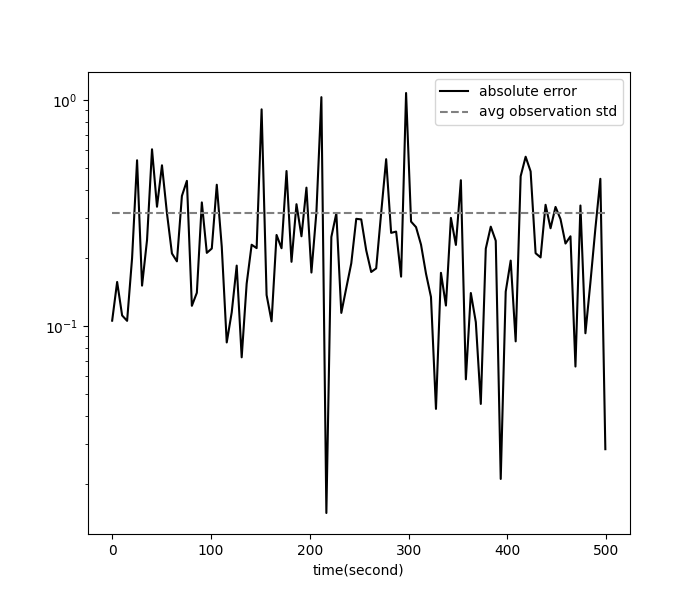 10⁰
10⁻¹
absolute error
avg observation std
0 100 200 300 400 500
time(second)